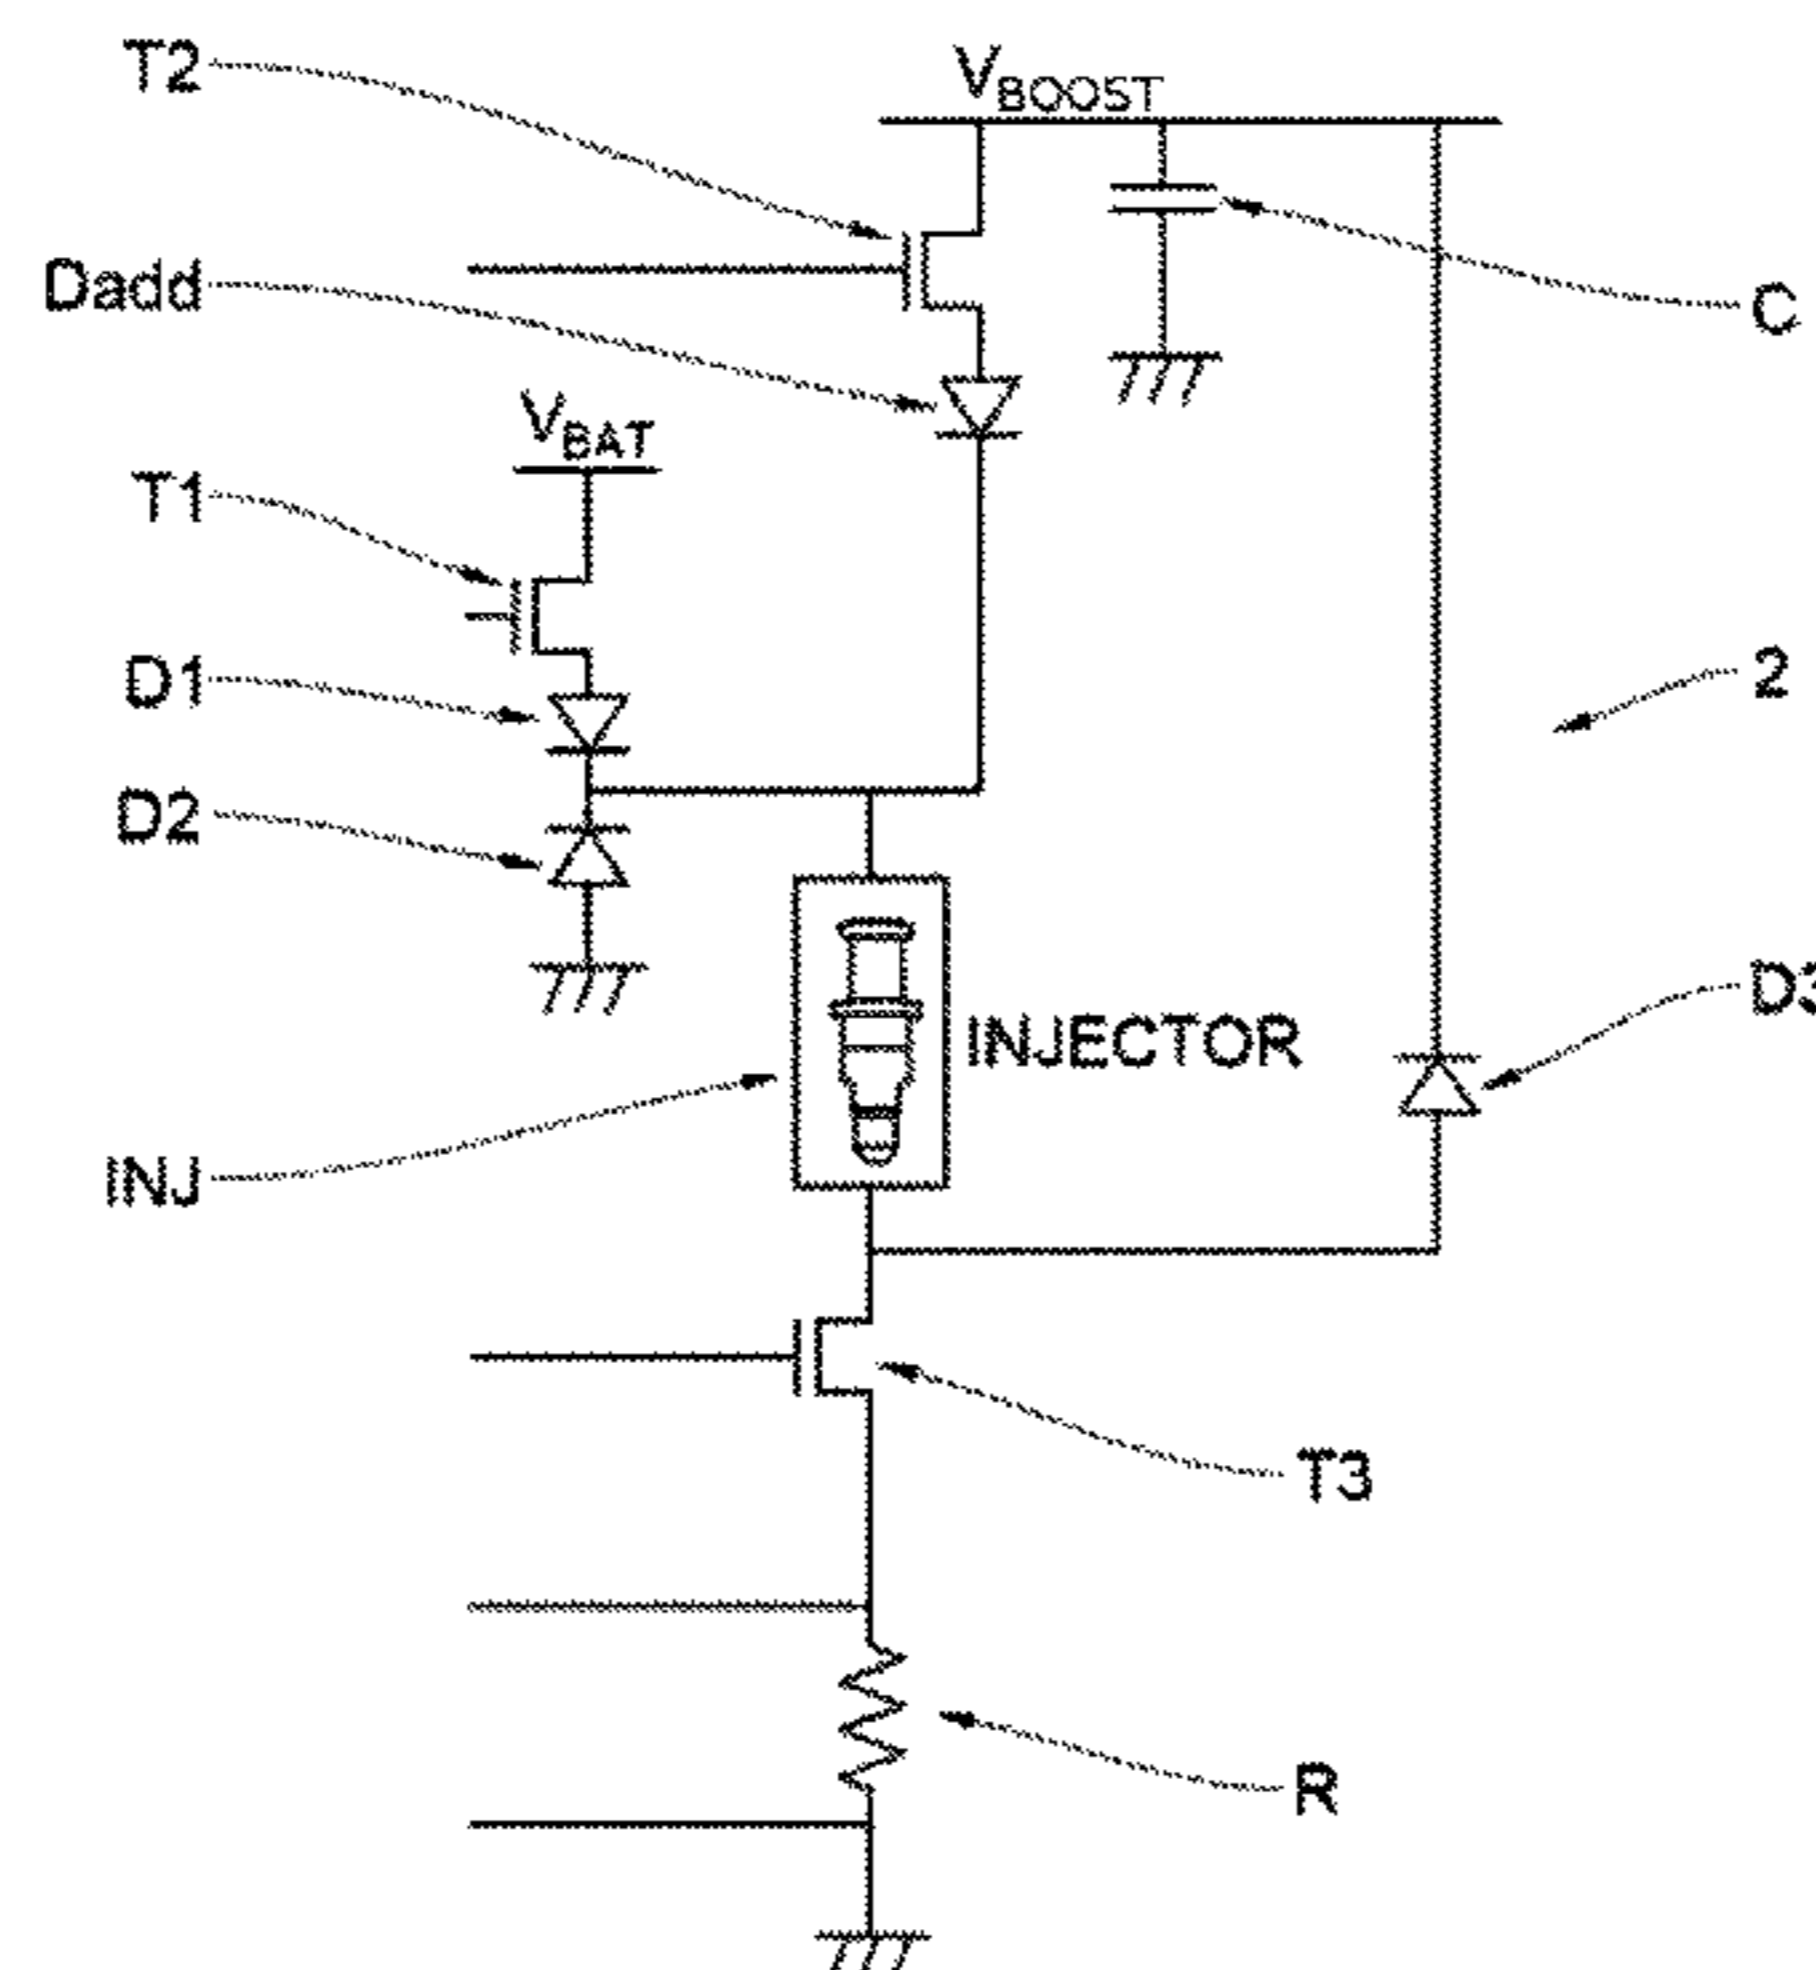 T2
VBOOST
Dadd
C
VBAT
T1
D1
2
D2
D3
INJECTOR
INJ
T3
R